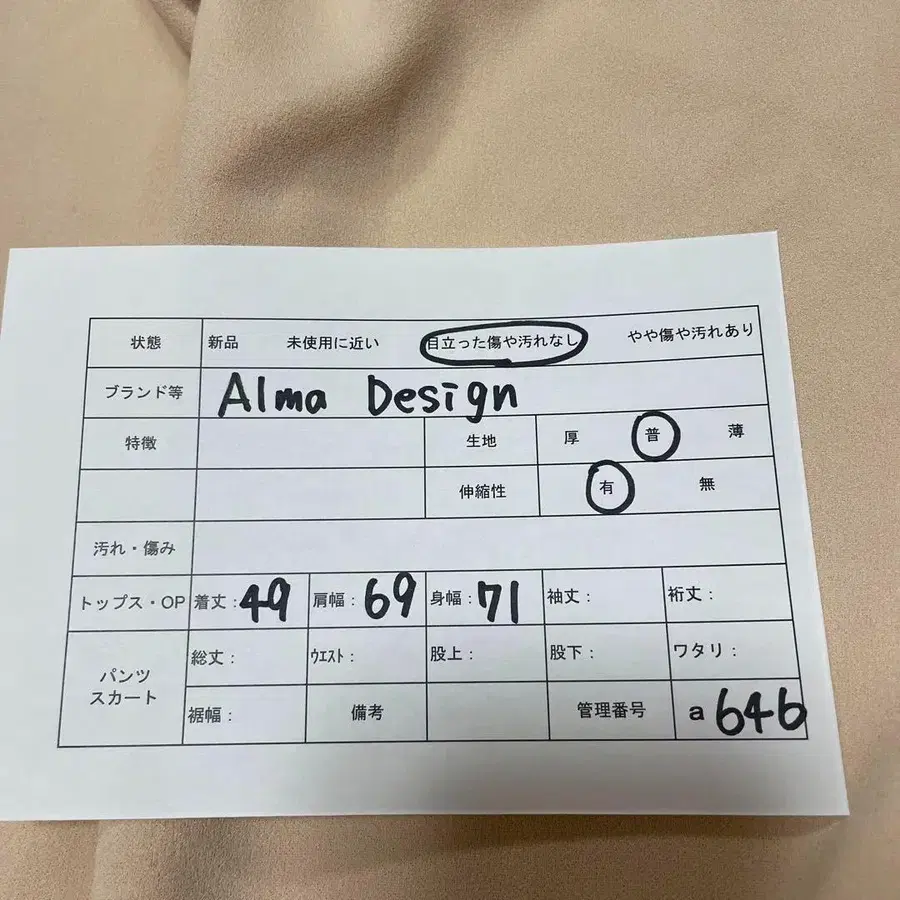 状態 新品 未使用に近い 目立った傷や汚れなし やや傷や汚れあり
ブランド等 Alma Design
特徴 生地 厚 普 薄
伸縮性 有 無
汚れ・傷み
トップス・OP 着丈：49 肩幅：69 身幅：71 袖丈： 裄丈：
パンツ スカート 総丈： ウエスト： 股上： 股下： ワタリ：
裾幅： 備考 管理番号 a 646